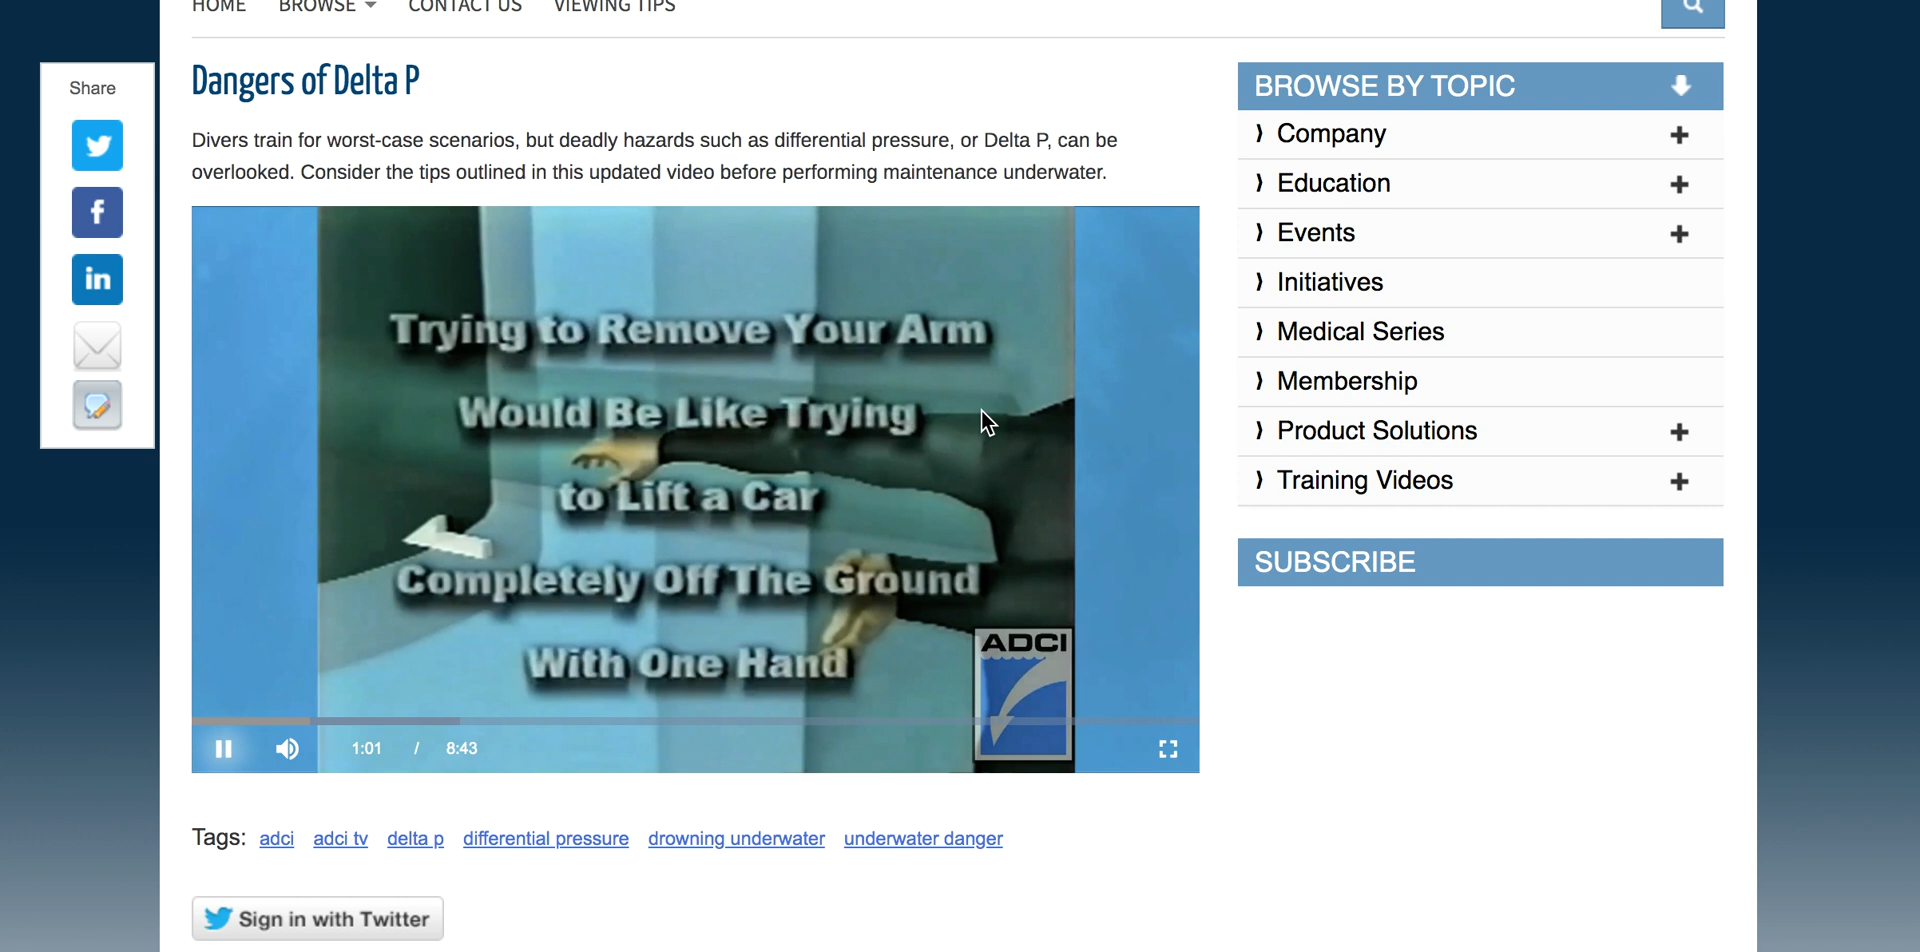 HOME BROWSE CONTACT US VIEWING TIPS
Share
Dangers of Delta P
Divers train for worst-case scenarios, but deadly hazards such as differential pressure, or Delta P, can be
overlooked. Consider the tips outlined in this updated video before performing maintenance underwater.
Trying to Remove Your Arm
Would Be Like Trying
to Lift a Car
Completely Off The Ground
With One Hand
ADCI
1:01 / 8:43
Tags: adci adci tv delta p differential pressure drowning underwater underwater danger
Sign in with Twitter
BROWSE BY TOPIC
Company
Education
Events
Initiatives
Medical Series
Membership
Product Solutions
Training Videos
SUBSCRIBE